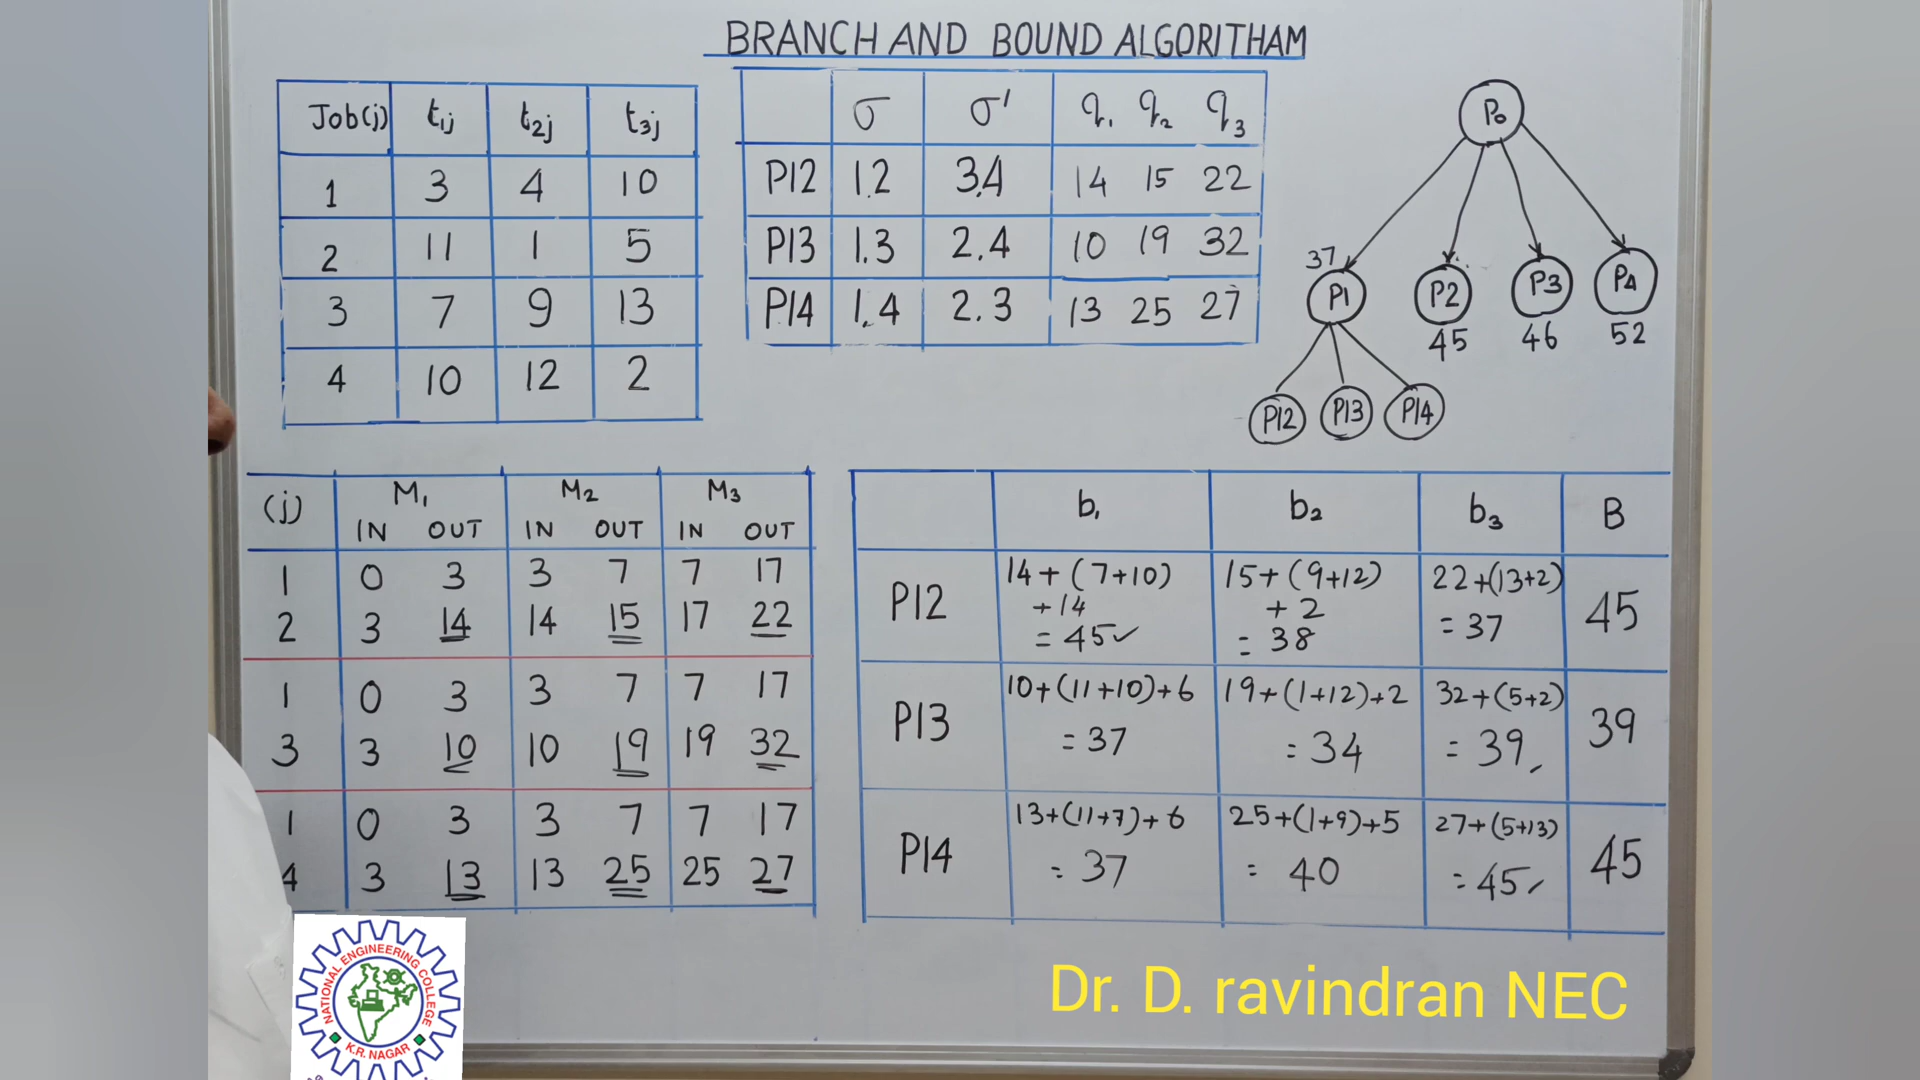 BRANCH AND BOUND ALGORITHAM
Job(j) t1j t2j t3j
1 3 4 10
2 11 1 5
3 7 9 13
4 10 12 2
σ σ' q1 q2 q3
P12 1.2 3.4 14 15 22
P13 1.3 2.4 10 19 32
P14 1.4 2.3 13 25 27
P0
37
P1 P2 P3 P4
45 46 52
P12 P13 P14
(j) M1 M2 M3
IN OUT IN OUT IN OUT
1 0 3 3 7 7 17
2 3 14 14 15 17 22
1 0 3 3 7 7 17
3 3 10 10 19 19 32
1 0 3 3 7 7 17
4 3 13 13 25 25 27
b1 b2 b3 B
P12 14+(7+10)+14=45✓ 15+(9+12)+2=38 22+(13+2)=37 45
P13 10+(11+10)+6=37 19+(1+12)+2=34 32+(5+2)=39✓ 39
P14 13+(11+7)+6=37 25+(1+9)+5=40 27+(5+13)=45✓ 45
NATIONAL ENGINEERING COLLEGE
K.R. NAGAR
Dr. D. ravindran NEC